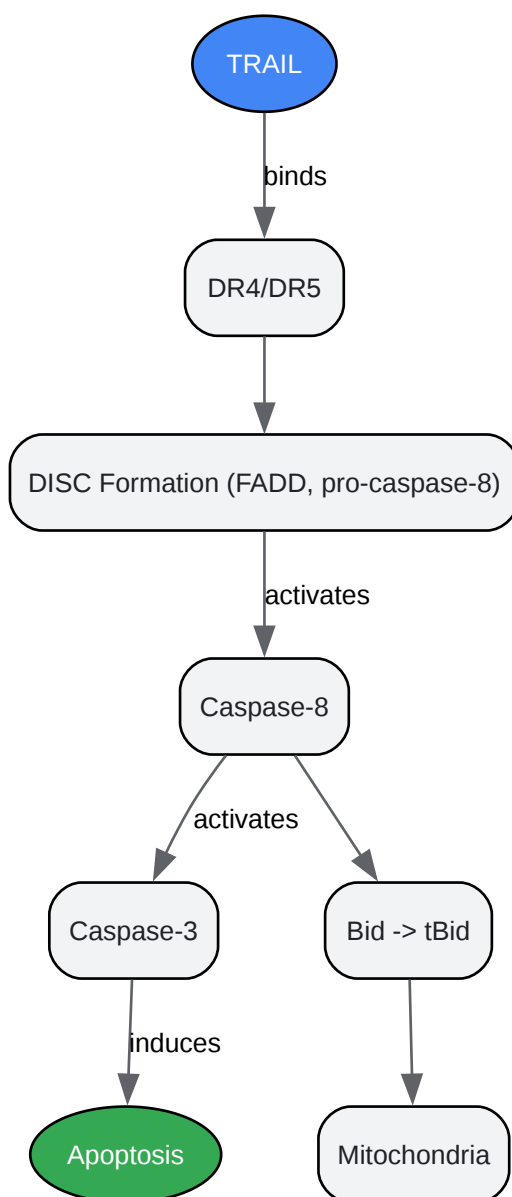 TRAIL
binds
DR4/DR5
DISC Formation (FADD, pro-caspase-8)
activates
Caspase-8
activates
Caspase-3
Bid -> tBid
induces
Apoptosis
Mitochondria